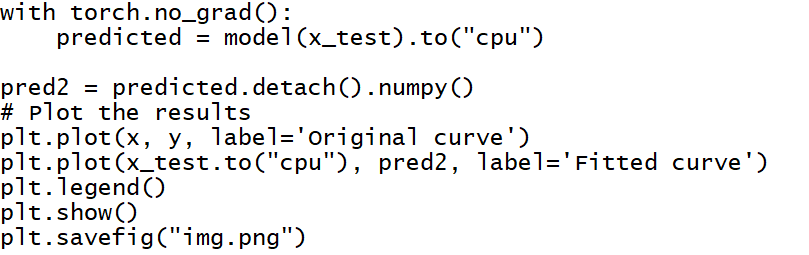 with torch.no_grad():
    predicted = model(x_test).to("cpu")

pred2 = predicted.detach().numpy()
# Plot the results
plt.plot(x, y, label='Original curve')
plt.plot(x_test.to("cpu"), pred2, label='Fitted curve')
plt.legend()
plt.show()
plt.savefig("img.png")